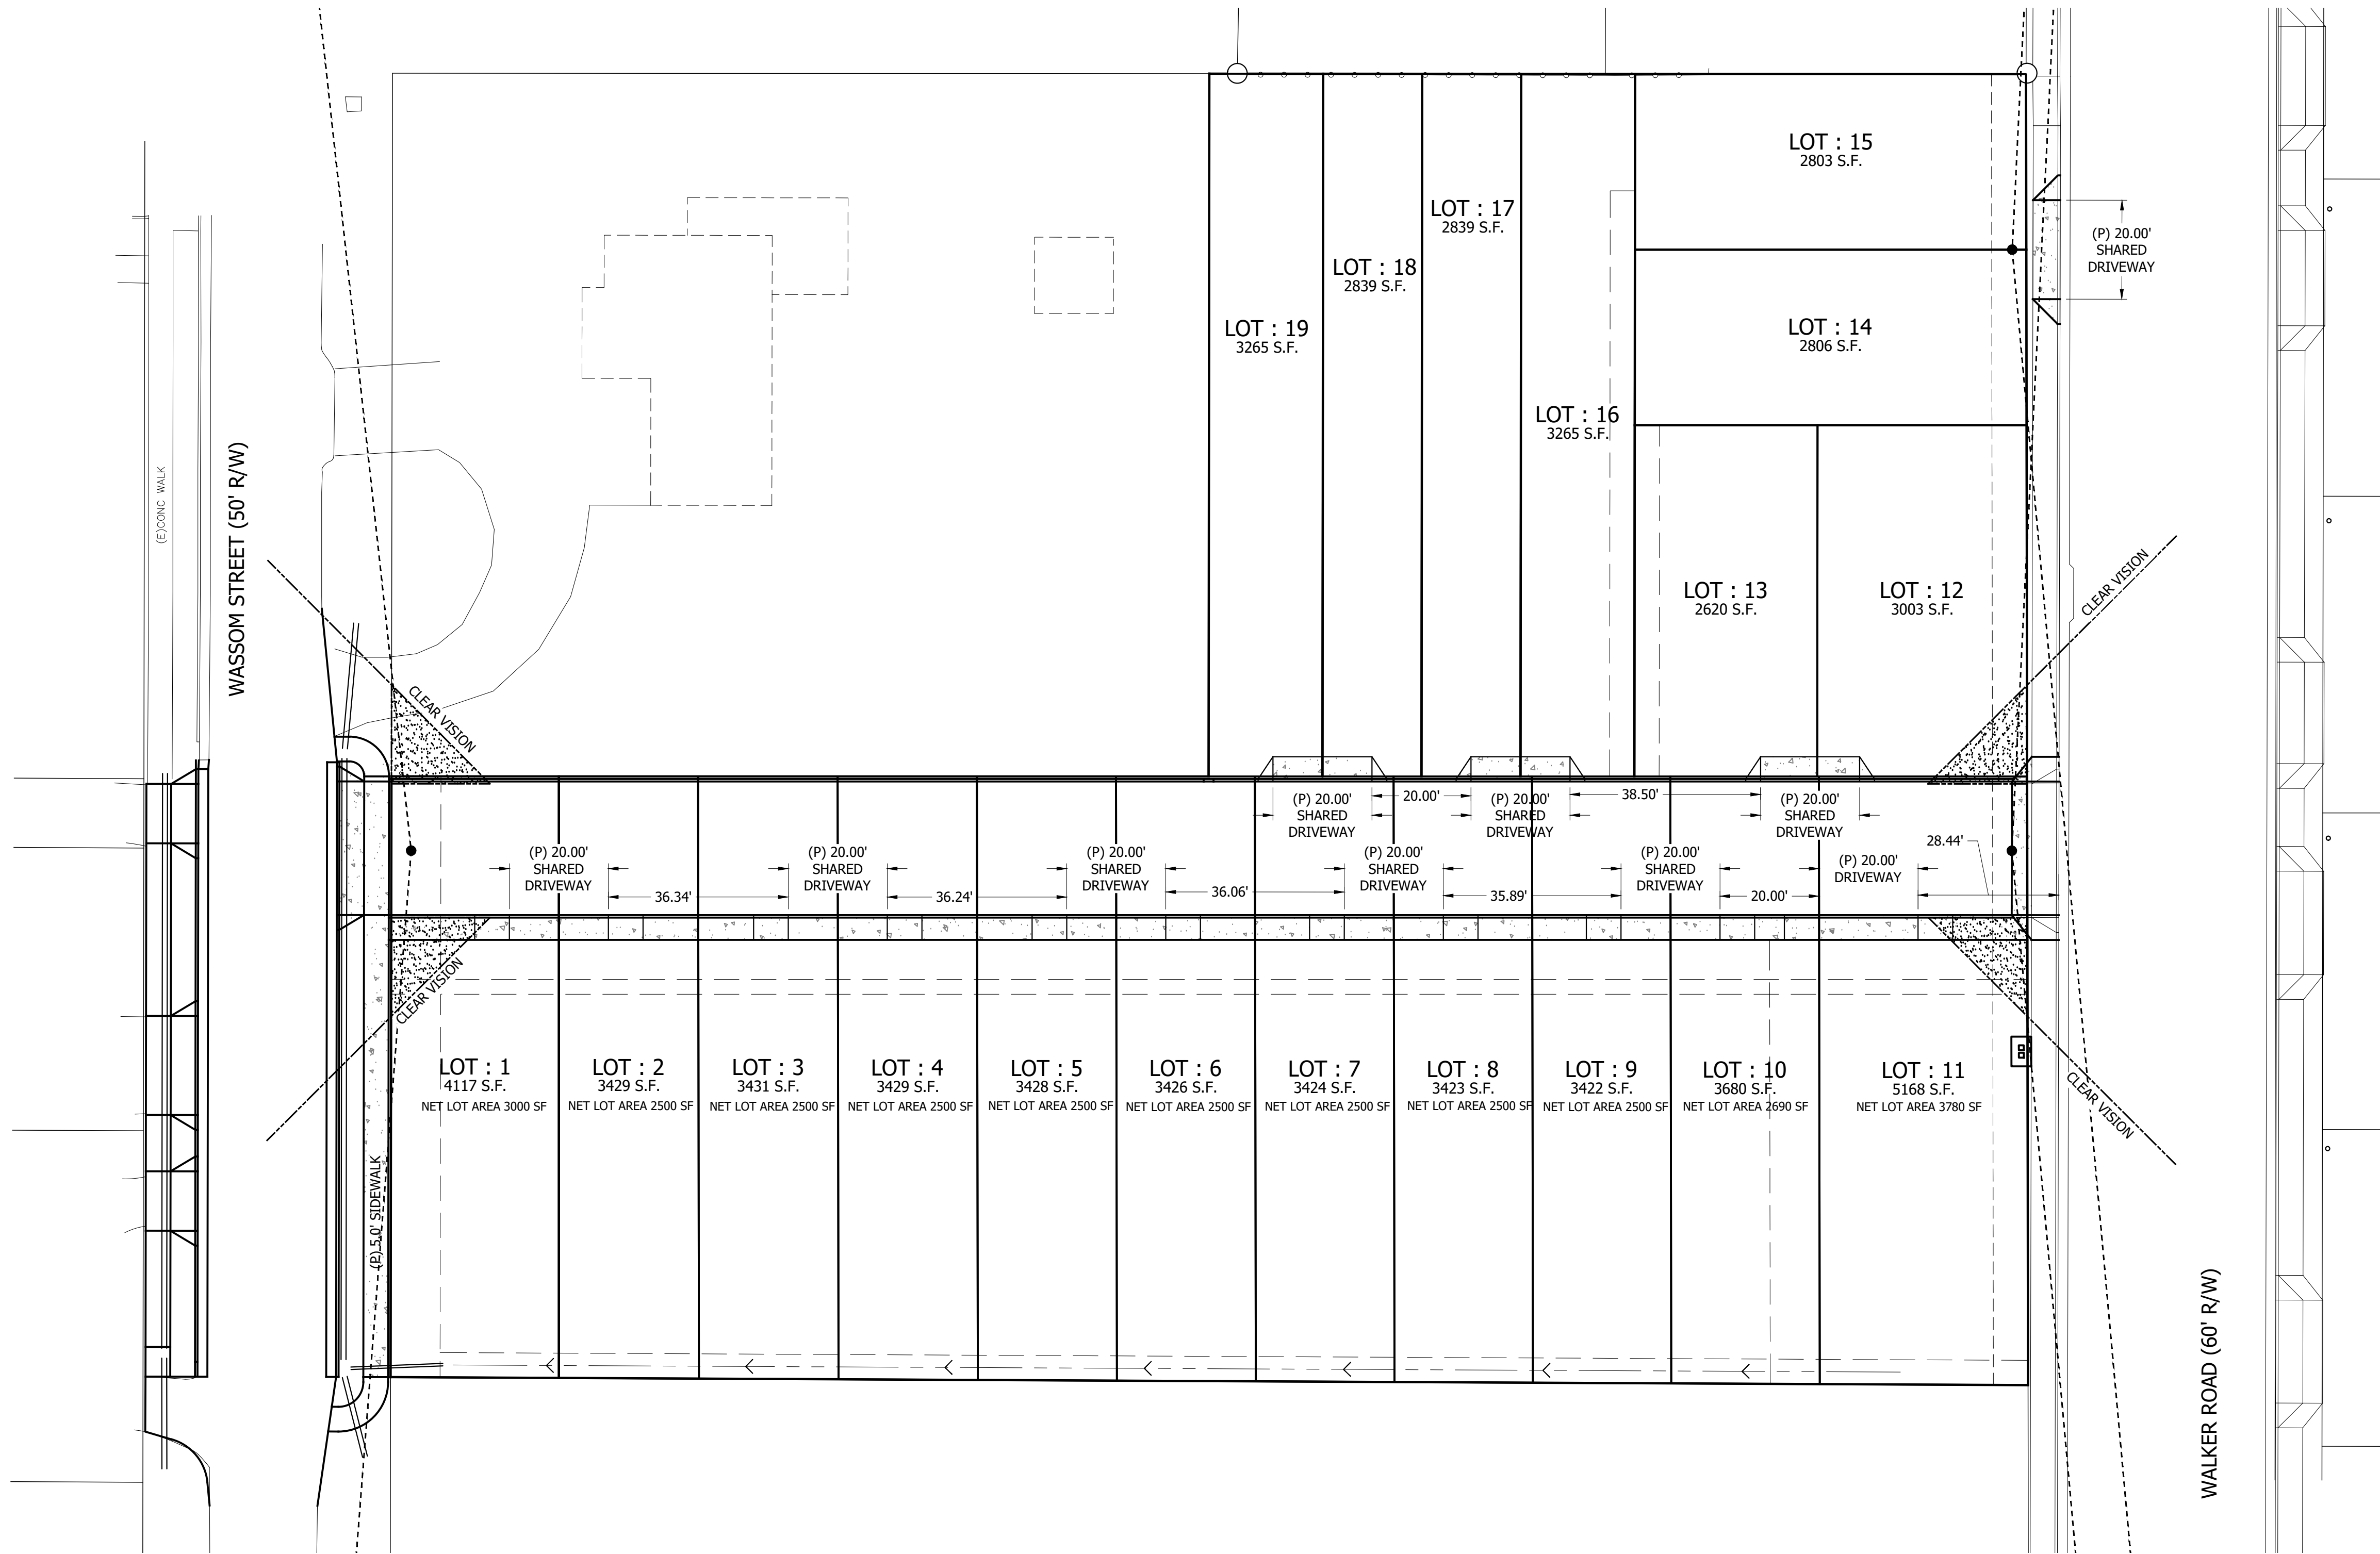 LOT : 15
2803 S.F.
LOT : 17
2839 S.F.
(P) 20.00'
SHARED
DRIVEWAY
LOT : 18
2839 S.F.
LOT : 19
3265 S.F.
LOT : 14
2806 S.F.
LOT : 16
3265 S.F.
WASSOM STREET (50' R/W)
(E)CONC WALK
LOT : 13
2620 S.F.
LOT : 12
3003 S.F.
CLEAR VISION
CLEAR VISION
(P) 20.00'
SHARED
DRIVEWAY
20.00'
(P) 20.00'
SHARED
DRIVEWAY
38.50'
(P) 20.00'
SHARED
DRIVEWAY
28.44'
(P) 20.00'
SHARED
DRIVEWAY
36.34'
(P) 20.00'
SHARED
DRIVEWAY
36.24'
(P) 20.00'
SHARED
DRIVEWAY
36.06'
(P) 20.00'
SHARED
DRIVEWAY
35.89'
(P) 20.00'
SHARED
DRIVEWAY
20.00'
(P) 20.00'
DRIVEWAY
CLEAR VISION
CLEAR VISION
LOT : 1
4117 S.F.
NET LOT AREA 3000 SF
LOT : 2
3429 S.F.
NET LOT AREA 2500 SF
LOT : 3
3431 S.F.
NET LOT AREA 2500 SF
LOT : 4
3429 S.F.
NET LOT AREA 2500 SF
LOT : 5
3428 S.F.
NET LOT AREA 2500 SF
LOT : 6
3426 S.F.
NET LOT AREA 2500 SF
LOT : 7
3424 S.F.
NET LOT AREA 2500 SF
LOT : 8
3423 S.F.
NET LOT AREA 2500 SF
LOT : 9
3422 S.F.
NET LOT AREA 2500 SF
LOT : 10
3680 S.F.
NET LOT AREA 2690 SF
LOT : 11
5168 S.F.
NET LOT AREA 3780 SF
(P) 5.0' SIDEWALK
WALKER ROAD (60' R/W)